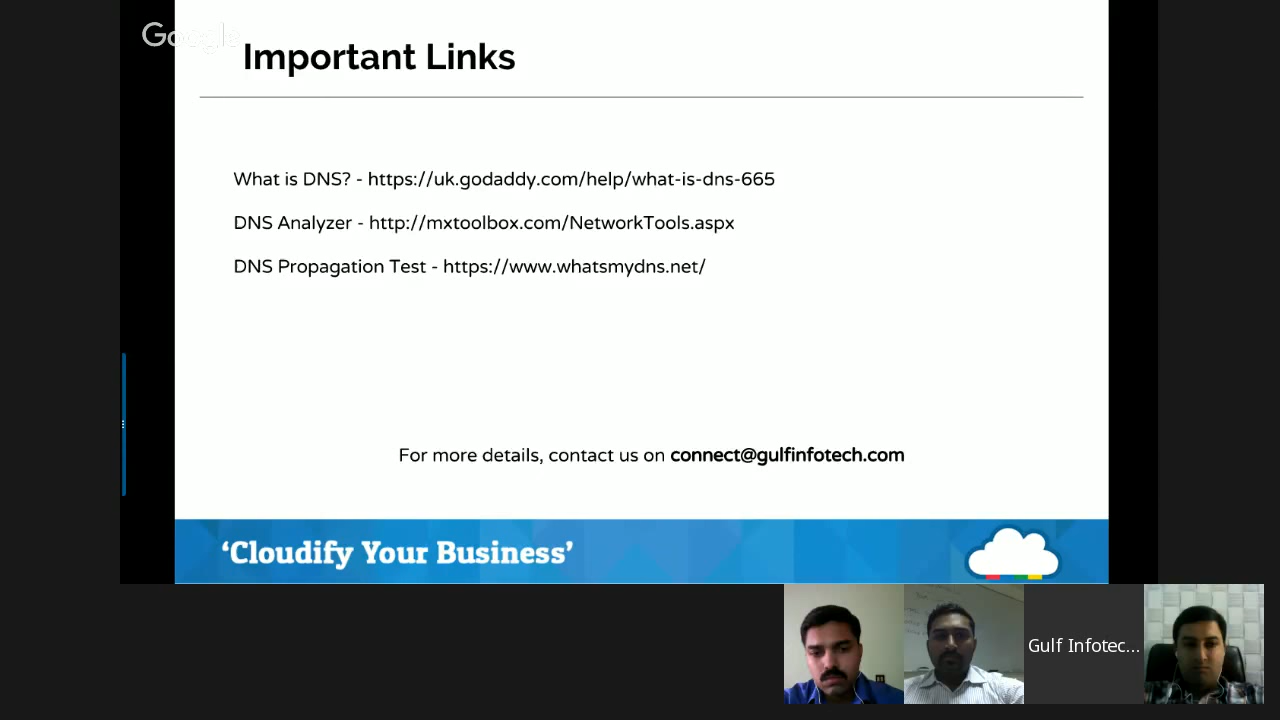 Google
Important Links
What is DNS? - https://uk.godaddy.com/help/what-is-dns-665
DNS Analyzer - http://mxtoolbox.com/NetworkTools.aspx
DNS Propagation Test - https://www.whatsmydns.net/
For more details, contact us on connect@gulfinfotech.com
‘Cloudify Your Business’
Gulf Infotec...